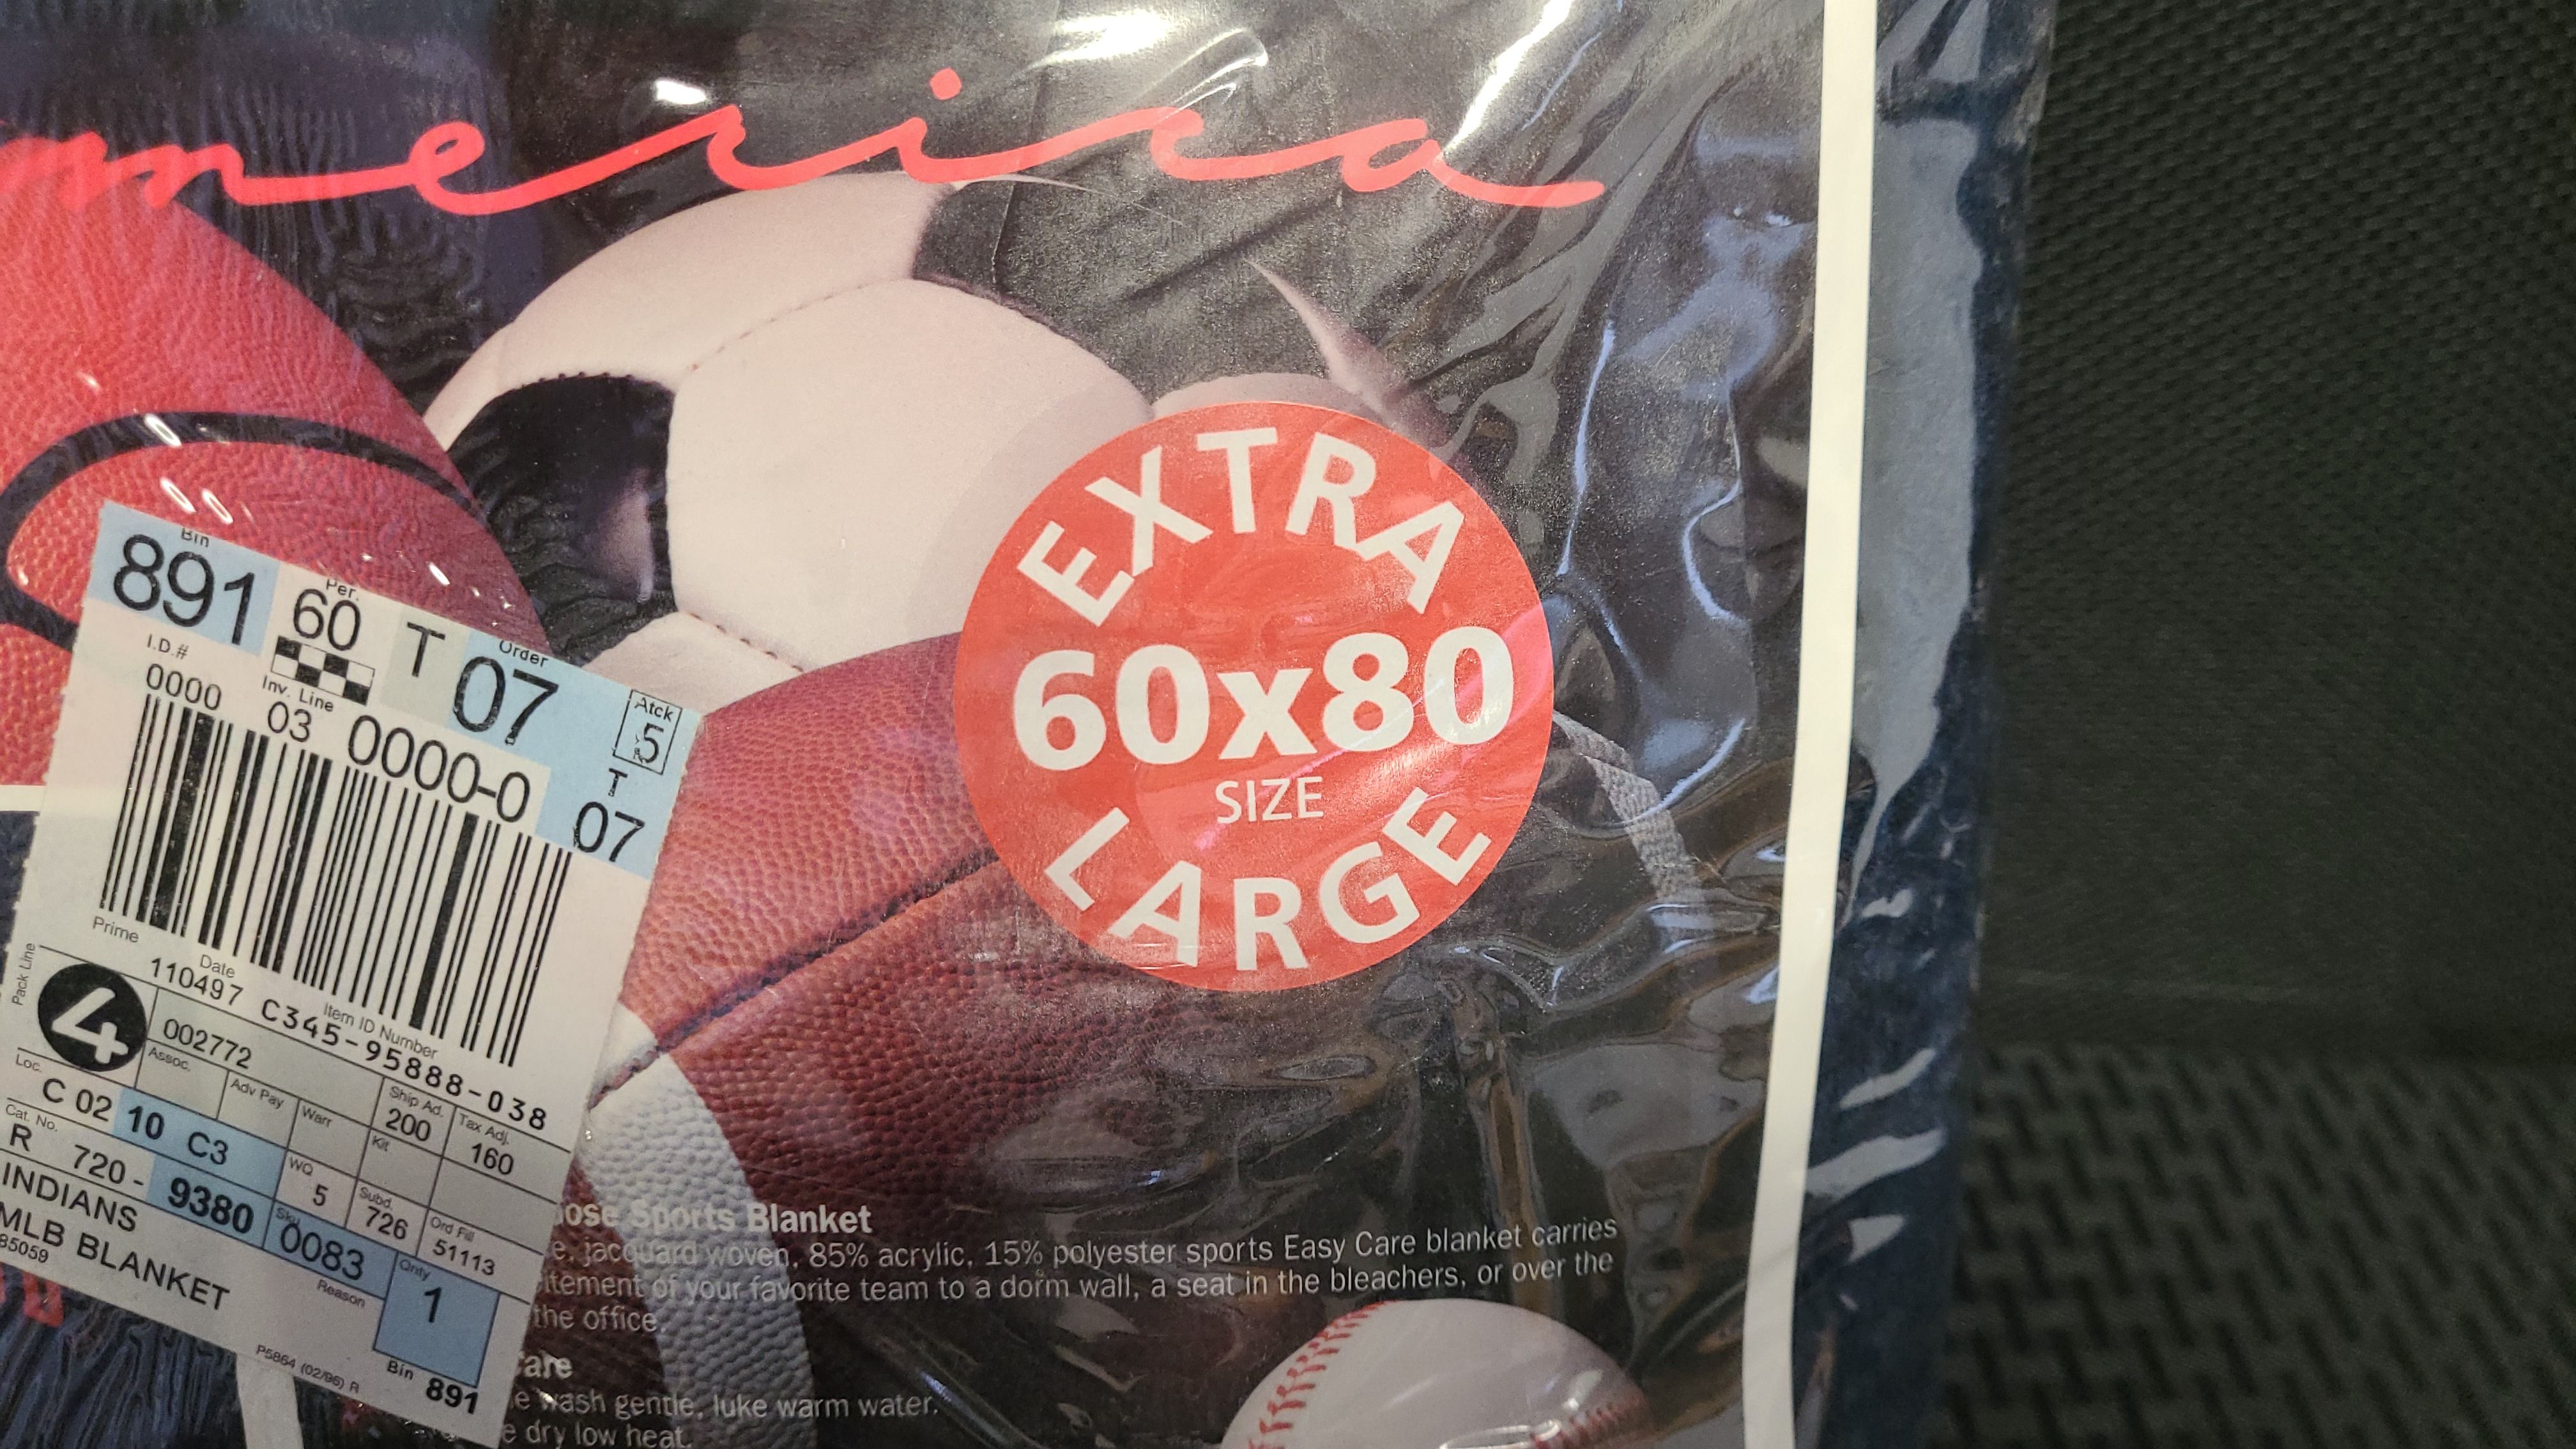 merica
EXTRA
60x80
SIZE
LARGE
Bin
891
Per.
60
T
Order
07
Atck
5
I.D.#
0000
Inv. Line
03
0000-0
T
07
Prime
Date
110497
Item ID Number
C345-95888-038
Pack Line
4
002772
Assoc.
Adv Pay
Warr
Ship Ad.
200
Tax Adj.
160
Loc.
C 02 10 C3
Kit
WQ
5
Subd.
726
Ord Fill
51113
Cat. No.
R 720-9380
Sku
0083
Reason
Qnty
1
INDIANS
MLB BLANKET
85059
P5864 (02/96) R
Bin
891
ose Sports Blanket
e, jacquard woven, 85% acrylic, 15% polyester sports Easy Care blanket carries
itement of your favorite team to a dorm wall, a seat in the bleachers, or over the
the office.
are
e wash gentle, luke warm water.
e dry low heat.